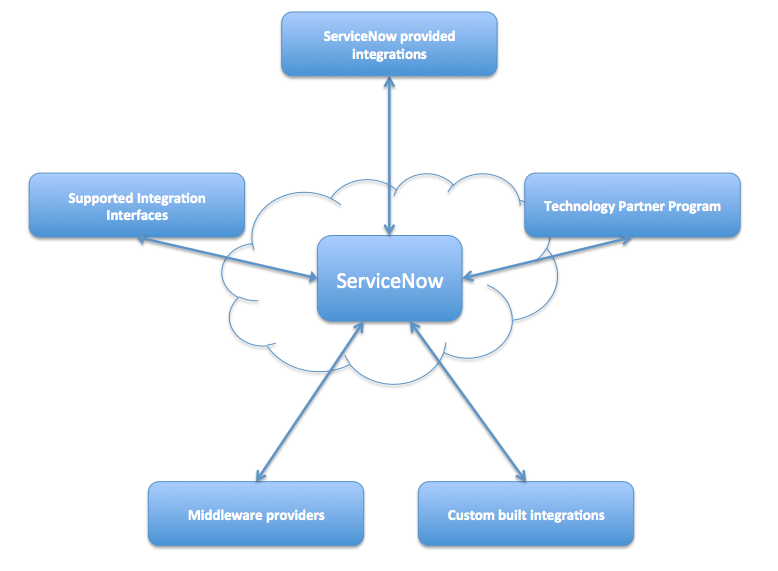 ServiceNow provided
integrations
Supported Integration
Interfaces
Technology Partner Program
ServiceNow
Middleware providers
Custom built integrations